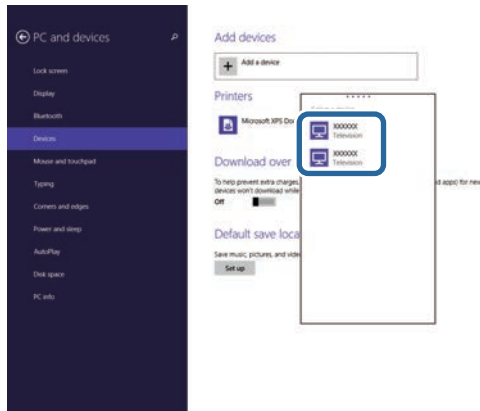 PC and devices
Lock screen
Display
Bluetooth
Devices
Mouse and touchpad
Typing
Corners and edges
Power and sleep
AutoPlay
Disk space
PC info
Add devices
Add a device
Printers
Microsoft XPS Do
Download over
To help prevent extra charges,
d apps) for new
devices won't download while
Off
Default save loca
Save music, pictures, and vide
Set up
XXXXXX
Television
XXXXXX
Television